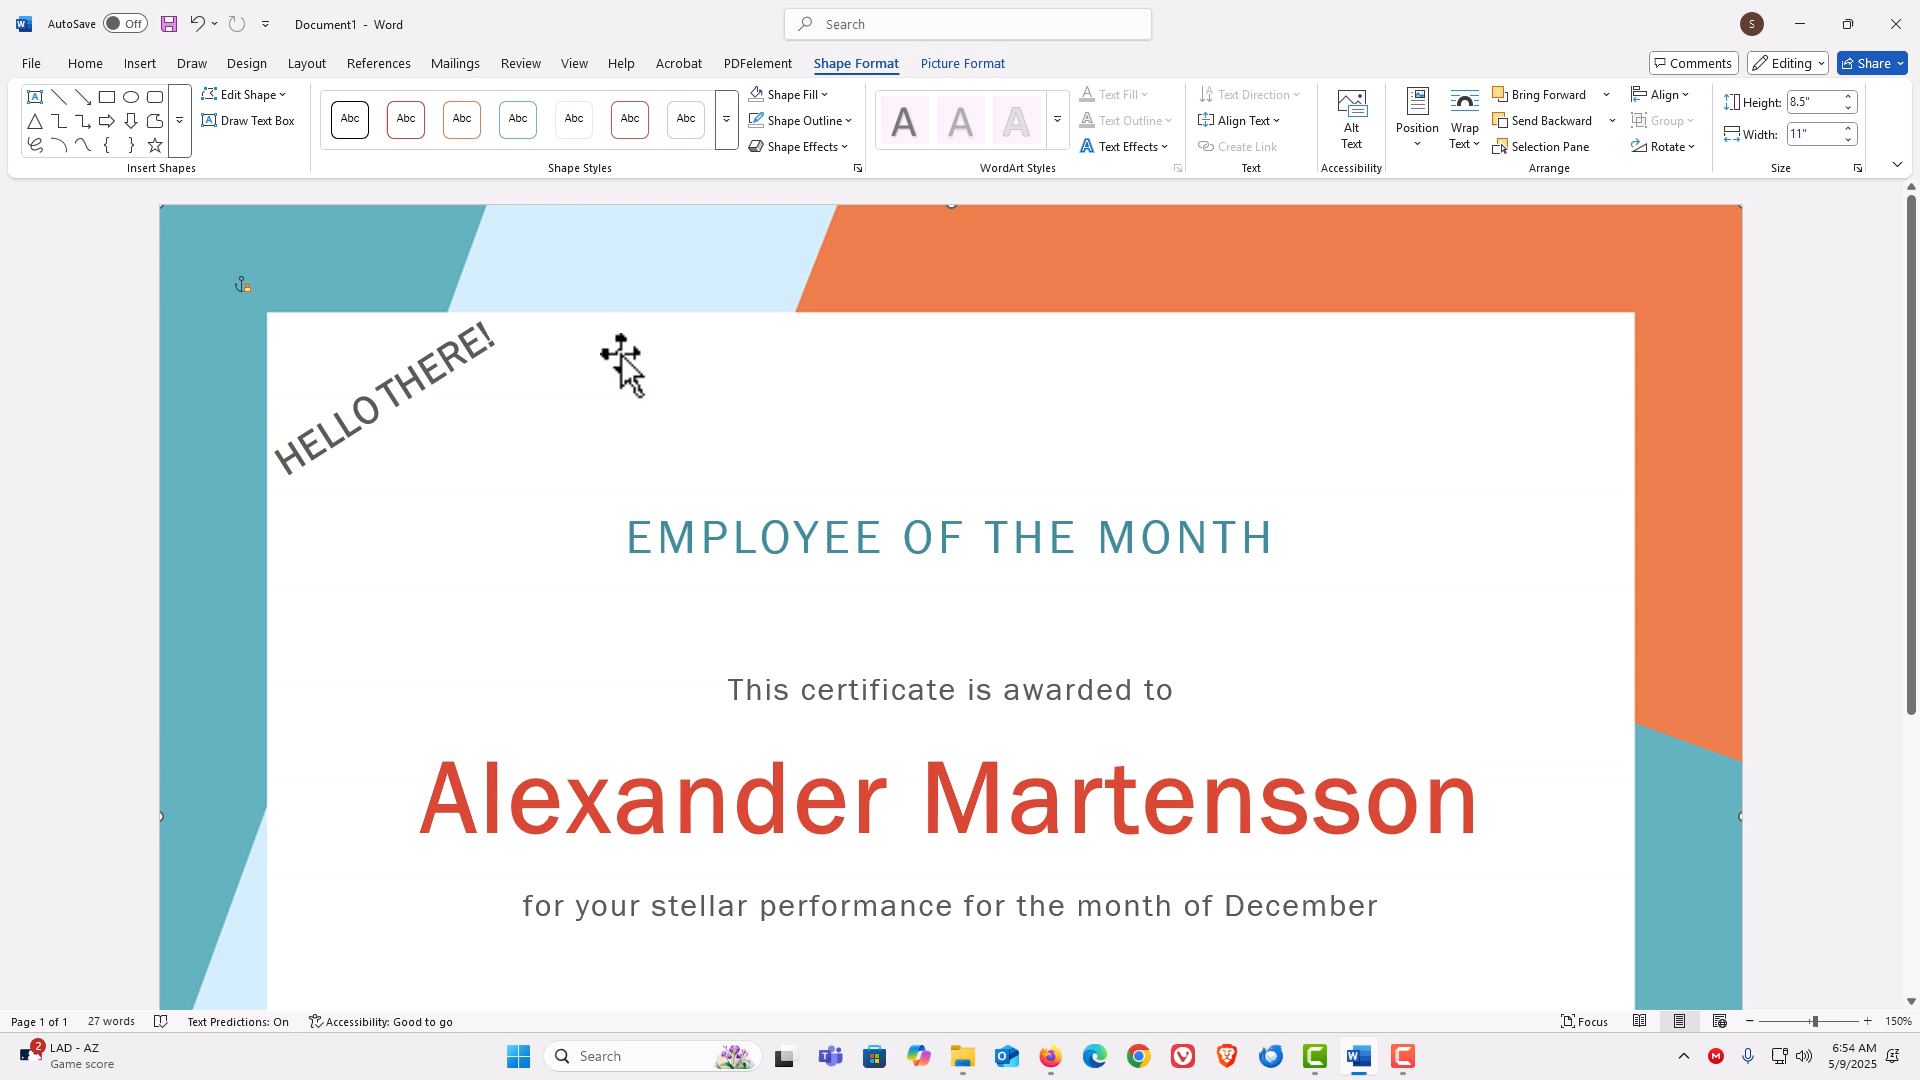 AutoSave Off Document1 - Word Search S
File Home Insert Draw Design Layout References Mailings Review View Help Acrobat PDFelement Shape Format Picture Format Comments Editing Share
Edit Shape
Draw Text Box
Insert Shapes
Abc Abc Abc Abc Abc Abc Abc
Shape Styles
Shape Fill
Shape Outline
Shape Effects
A A A
WordArt Styles
Text Fill
Text Outline
Text Effects
Text Direction
Align Text
Create Link
Text
Alt
Text
Accessibility
Position
Wrap
Text
Bring Forward
Send Backward
Selection Pane
Align
Group
Rotate
Arrange
Height: 8.5"
Width: 11"
Size
HELLO THERE!
EMPLOYEE OF THE MONTH
This certificate is awarded to
Alexander Martensson
for your stellar performance for the month of December
Page 1 of 1 27 words Text Predictions: On Accessibility: Good to go Focus 150%
2
LAD - AZ
Game score
Search
6:54 AM
5/9/2025